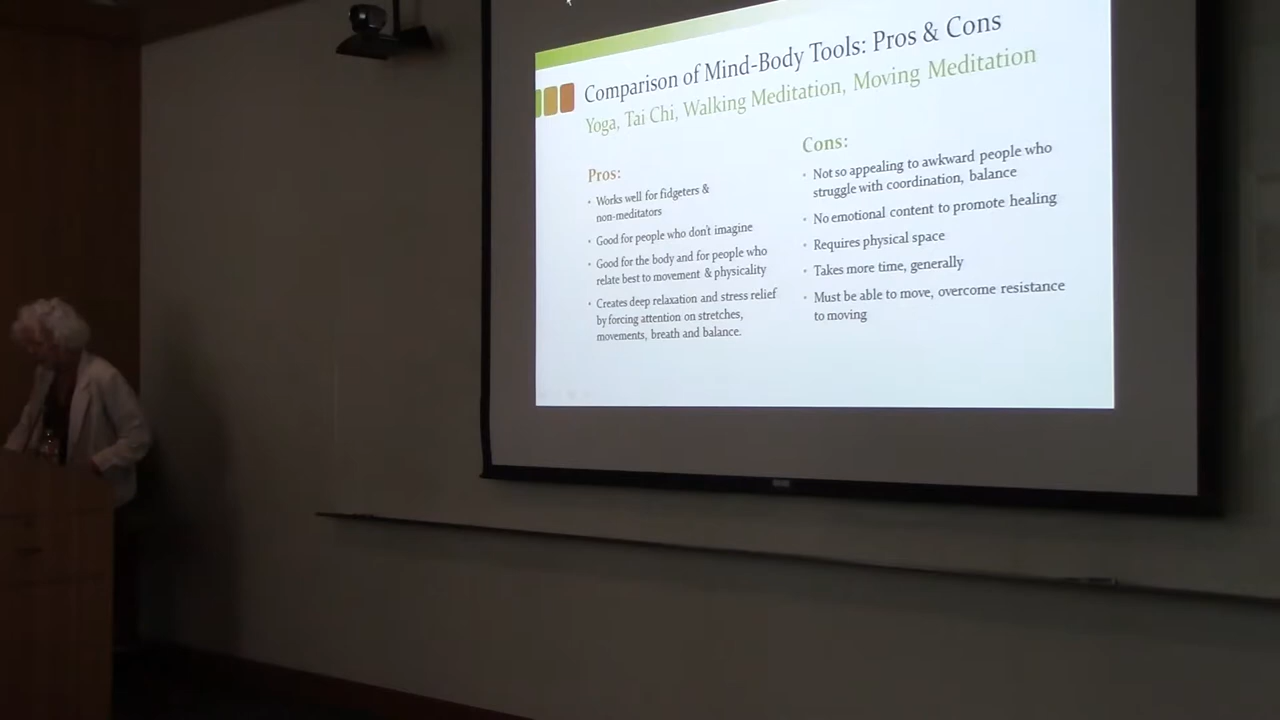 Comparison of Mind-Body Tools: Pros & Cons
Yoga, Tai Chi, Walking Meditation, Moving Meditation
Pros:
• Works well for fidgeters &
non-meditators
• Good for people who don't imagine
• Good for the body and for people who
relate best to movement & physicality
• Creates deep relaxation and stress relief
by forcing attention on stretches,
movements, breath and balance.
Cons:
• Not so appealing to awkward people who
struggle with coordination, balance
• No emotional content to promote healing
• Requires physical space
• Takes more time, generally
• Must be able to move, overcome resistance
to moving